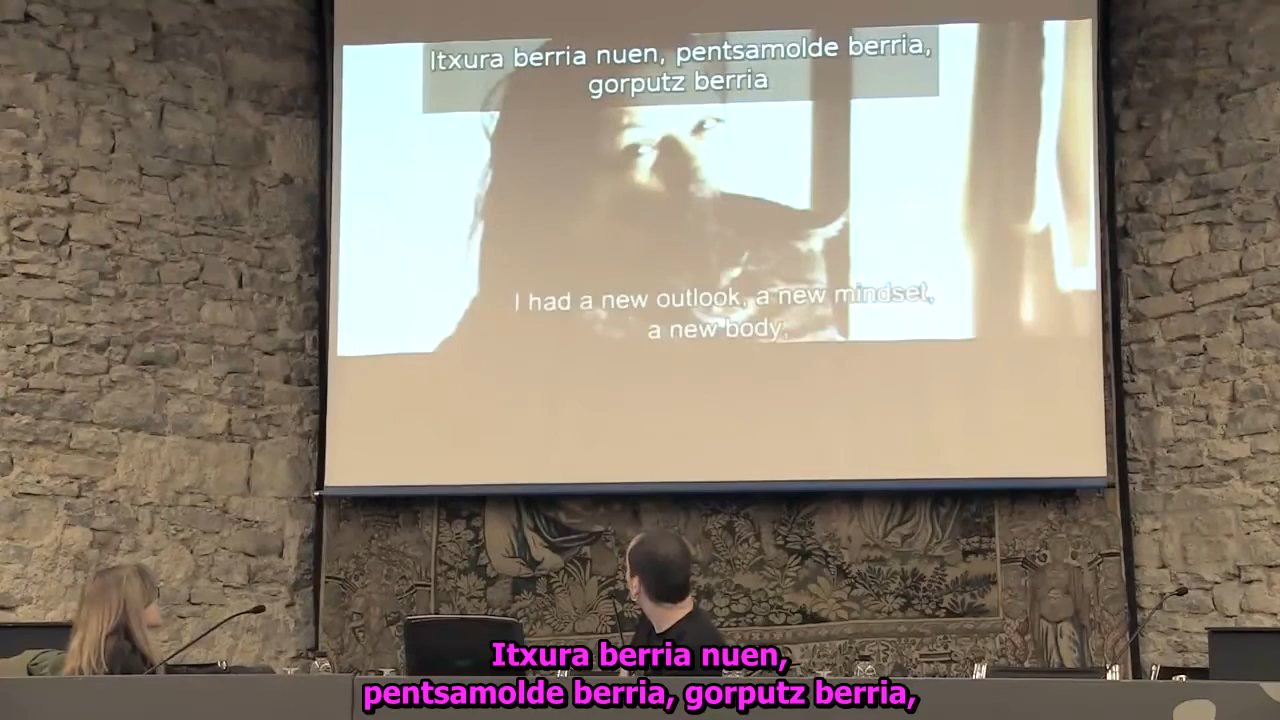 Itxura berria nuen, pentsamolde berria,
gorputz berria
I had a new outlook, a new mindset,
a new body,
Itxura berria nuen,
pentsamolde berria, gorputz berria,